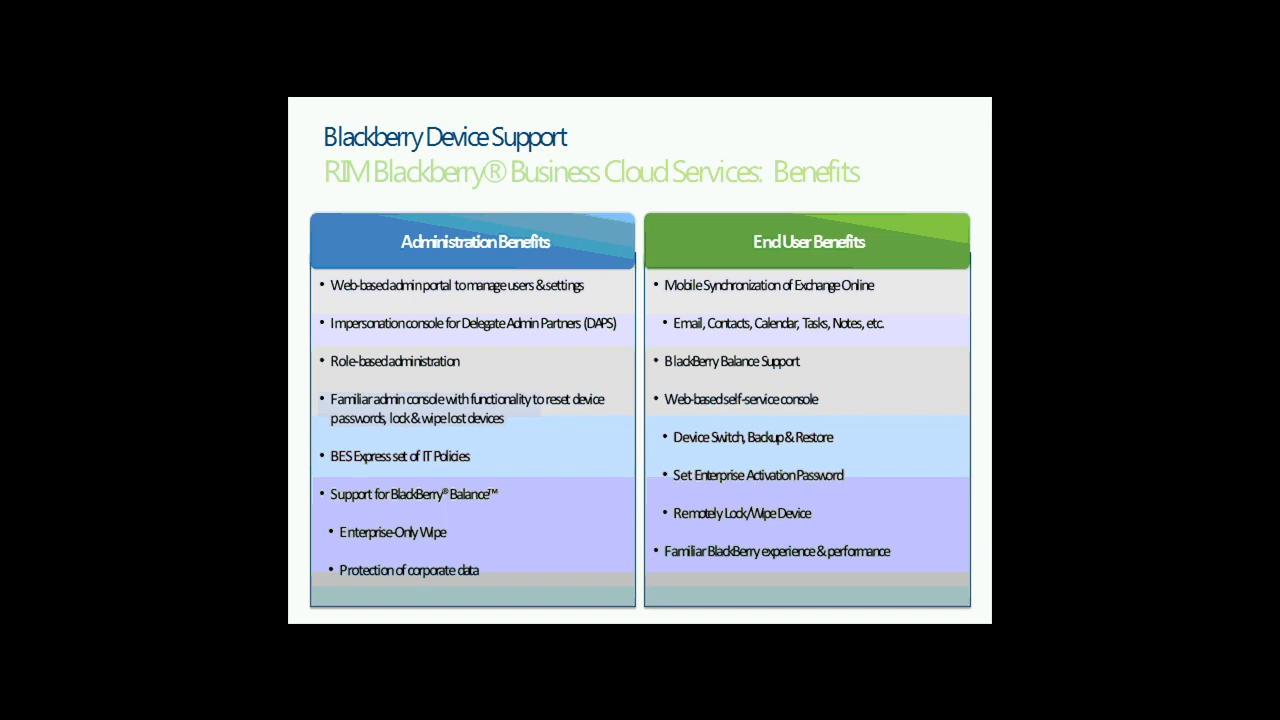 Blackberry Device Support
RIM Blackberry® Business Cloud Services: Benefits
Administration Benefits
• Web-based admin portal to manage users & settings
• Impersonation console for Delegate Admin Partners (DAPS)
• Role-based administration
• Familiar admin console with functionality to reset device
passwords, lock & wipe lost devices
• BES Express set of IT Policies
• Support for BlackBerry® Balance™
• Enterprise-Only Wipe
• Protection of corporate data
End User Benefits
• Mobile Synchronization of Exchange Online
• Email, Contacts, Calendar, Tasks, Notes, etc.
• BlackBerry Balance Support
• Web-based self-service console
• Device Switch, Backup & Restore
• Set Enterprise Activation Password
• Remotely Lock/Wipe Device
• Familiar BlackBerry experience & performance